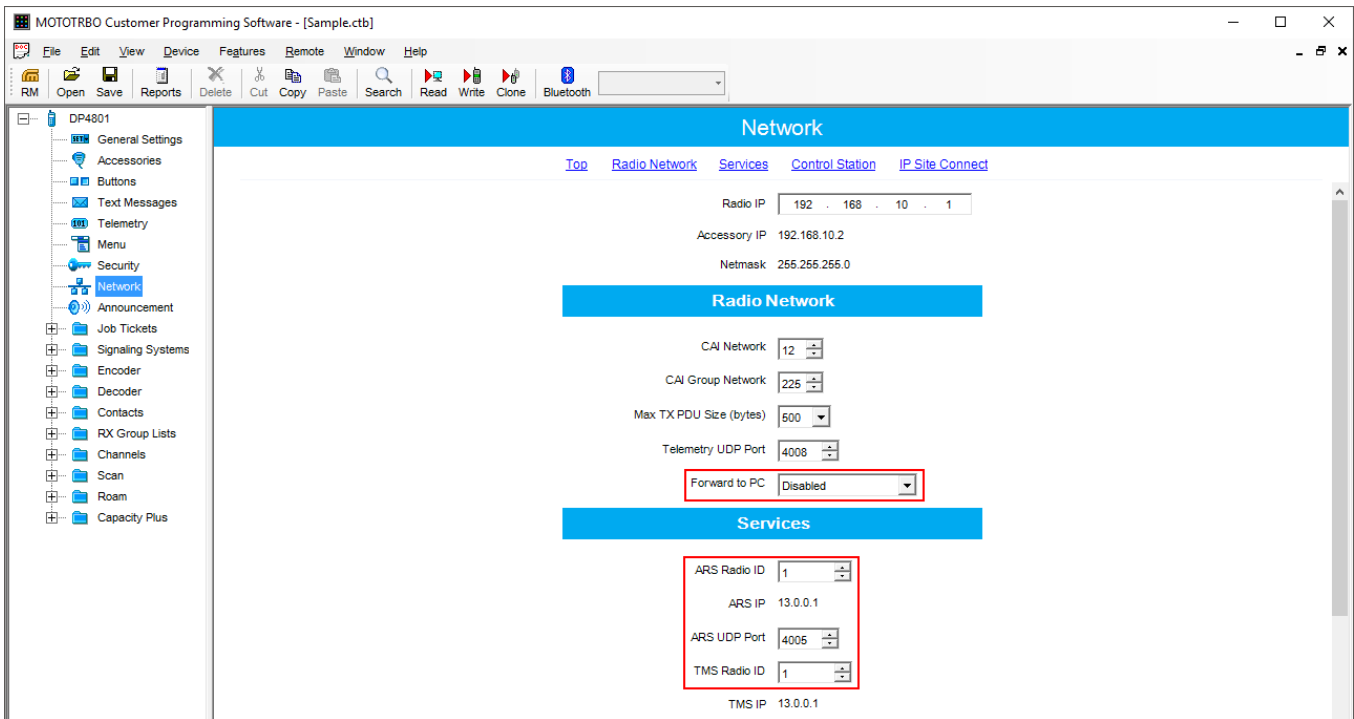 MOTOTRBO Customer Programming Software - [Sample.ctb]
File Edit View Device Features Remote Window Help
RM Open Save Reports Delete Cut Copy Paste Search Read Write Clone Bluetooth
DP4801
General Settings
Accessories
Buttons
Text Messages
Telemetry
Menu
Security
Network
Announcement
Job Tickets
Signaling Systems
Encoder
Decoder
Contacts
RX Group Lists
Channels
Scan
Roam
Capacity Plus
Network
Top Radio Network Services Control Station IP Site Connect
Radio IP 192 . 168 . 10 . 1
Accessory IP 192.168.10.2
Netmask 255.255.255.0
Radio Network
CAI Network 12
CAI Group Network 225
Max TX PDU Size (bytes) 500
Telemetry UDP Port 4008
Forward to PC Disabled
Services
ARS Radio ID 1
ARS IP 13.0.0.1
ARS UDP Port 4005
TMS Radio ID 1
TMS IP 13.0.0.1